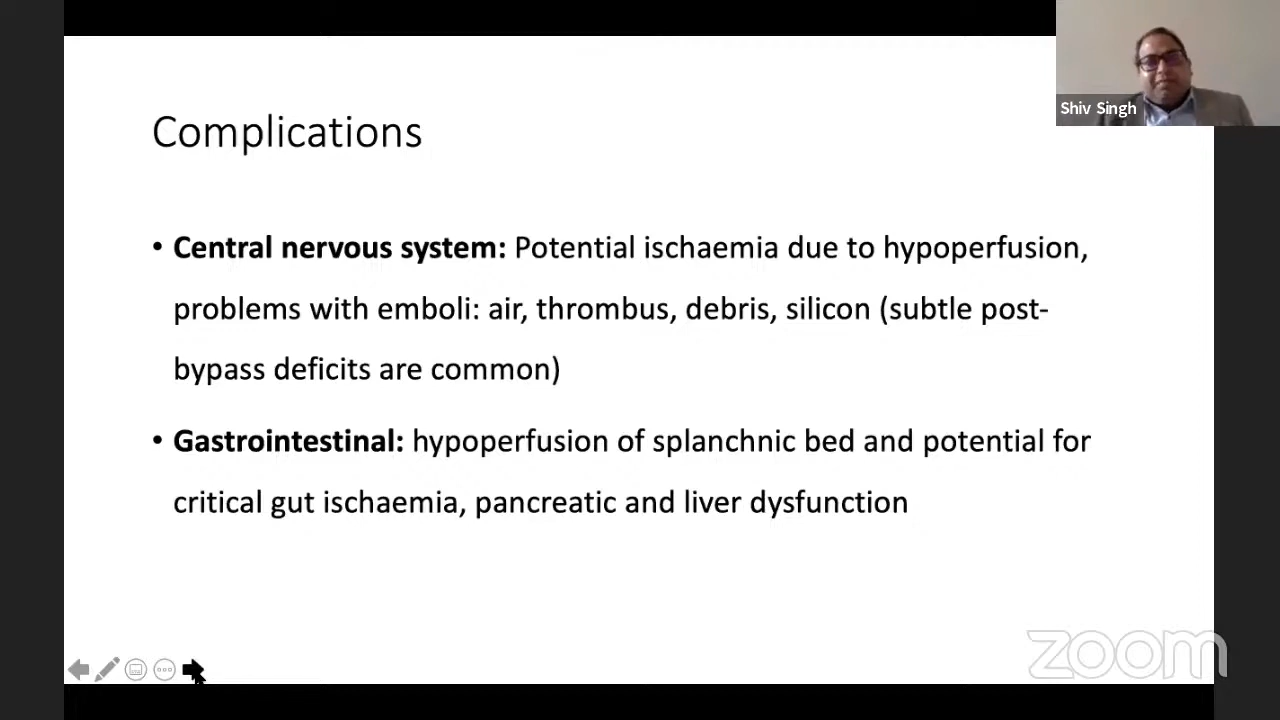 Shiv Singh
Complications
• Central nervous system: Potential ischaemia due to hypoperfusion,
problems with emboli: air, thrombus, debris, silicon (subtle post-
bypass deficits are common)
• Gastrointestinal: hypoperfusion of splanchnic bed and potential for
critical gut ischaemia, pancreatic and liver dysfunction
zoom